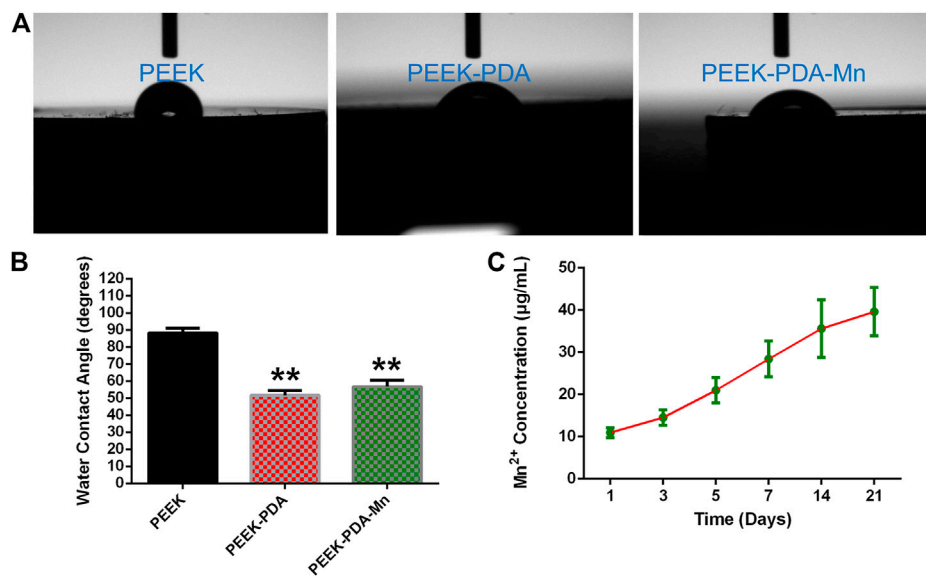 A
PEEK
PEEK-PDA
PEEK-PDA-Mn
B
Water Contact Angle (degrees)
120
110
100
90
80
70
60
50
40
30
20
10
0
**
**
PEEK
PEEK-PDA
PEEK-PDA-Mn
C
Mn²⁺ Concentration (µg/mL)
50
40
30
20
10
0
1 3 5 7 14 21
Time (Days)